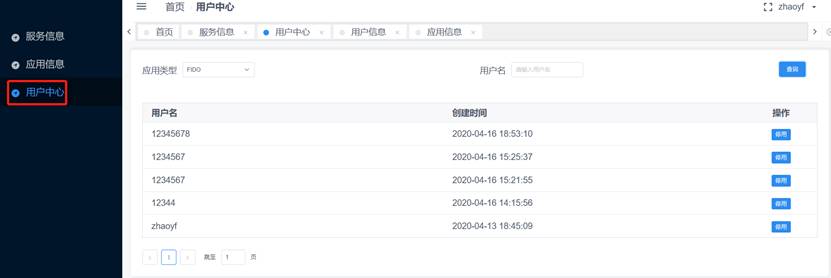 首页 用户中心 zhaoyf
服务信息
应用信息
用户中心
首页 服务信息 × 用户中心 × 用户信息 × 应用信息 ×
应用类型 FIDO 用户名 请输入用户名 查询
用户名 创建时间 操作
12345678 2020-04-16 18:53:10 停用
1234567 2020-04-16 15:25:37 停用
1234567 2020-04-16 15:21:55 停用
12344 2020-04-16 14:15:56 停用
zhaoyf 2020-04-13 18:45:09 停用
1 跳至 1 页